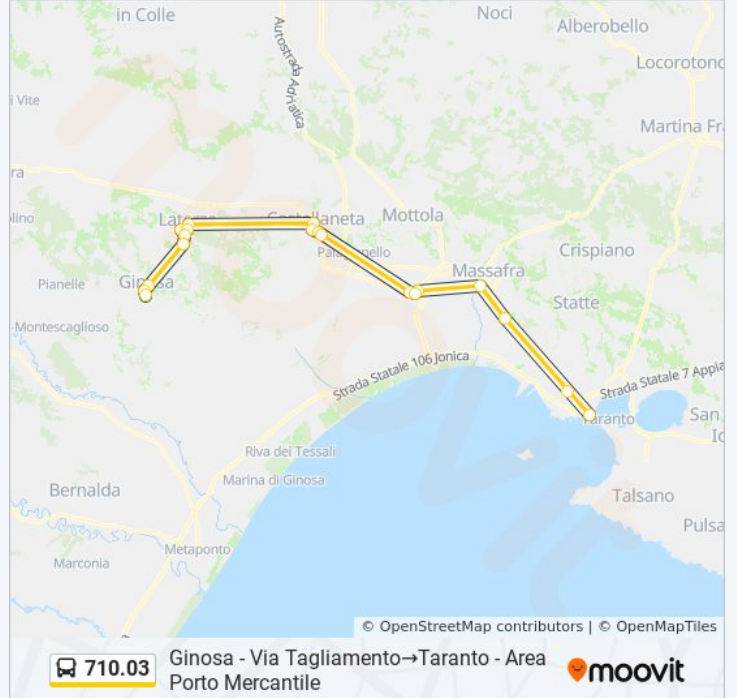 in Colle
Noci
Alberobello
Autostrada Adriatica
i Vite
Martina Fr
Mottola
Crispiano
Pianelle
Massafra
Statte
Montescaglioso
Strada Statale 106 Jonica
Strada Statale 7 Appia
Taranto
San
Riva dei Tessali
Marina di Ginosa
Bernalda
Talsano
Pulsa
Metaponto
Marconia
moovit
© OpenStreetMap contributors | © OpenMapTiles
710.03
Ginosa - Via Tagliamento→Taranto - Area
Porto Mercantile
moovit